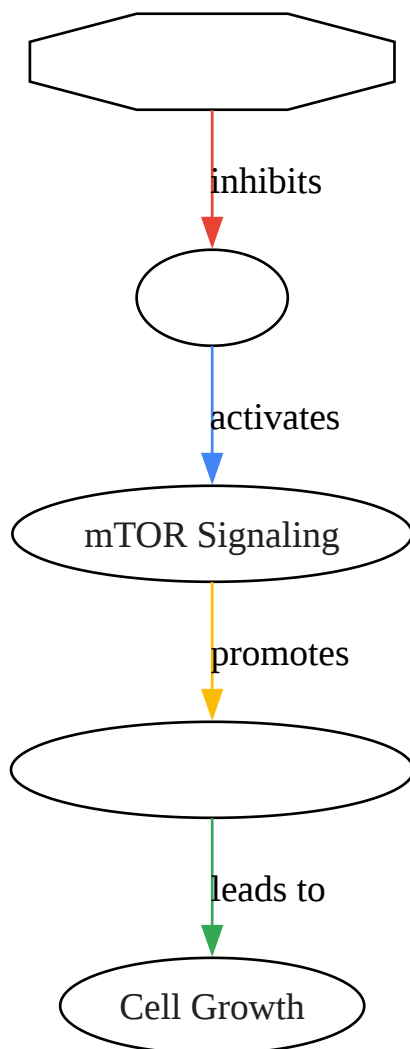 inhibits
activates
mTOR Signaling
promotes
leads to
Cell Growth